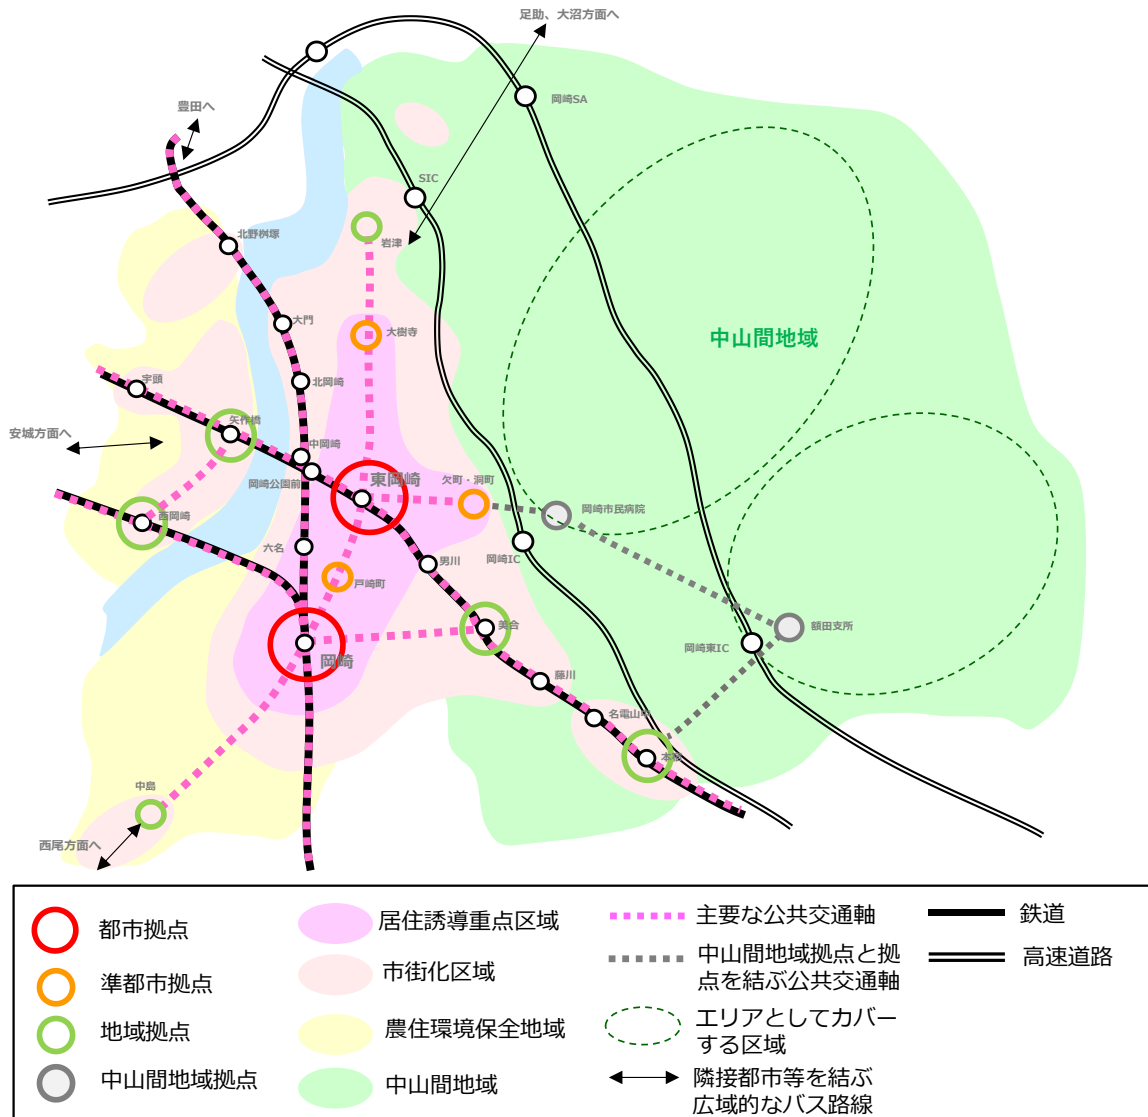 足助、大沼方面へ
岡崎SA
豊田へ
SIC
岩津
北野桝塚
大門
大樹寺
中山間地域
宇頭
北岡崎
安城方面へ
矢作橋
中岡崎
岡崎公園前
東岡崎
欠町・洞町
岡崎市民病院
西岡崎
六名
男川
岡崎IC
戸崎町
美合
額田支所
岡崎
岡崎東IC
藤川
名電山中
本宿
中島
西尾方面へ
都市拠点
準都市拠点
地域拠点
中山間地域拠点
居住誘導重点区域
市街化区域
農住環境保全地域
中山間地域
主要な公共交通軸
中山間地域拠点と拠
点を結ぶ公共交通軸
エリアとしてカバー
する区域
隣接都市等を結ぶ
広域的なバス路線
鉄道
高速道路